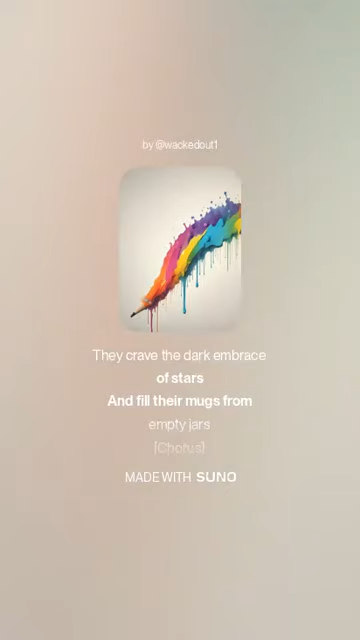 by @wackedout1
They crave the dark embrace
of stars
And fill their mugs from
empty jars
[Chorus]
MADE WITH SUNO